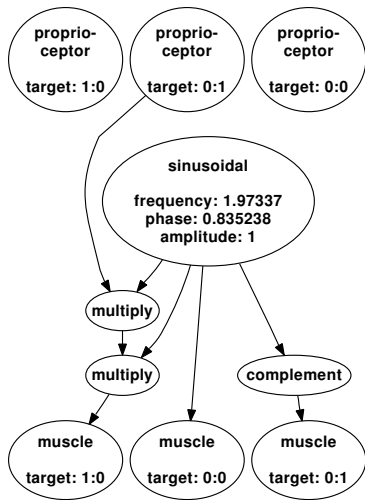 proprio-
ceptor
target: 1:0
proprio-
ceptor
target: 0:1
proprio-
ceptor
target: 0:0
sinusoidal
frequency: 1.97337
phase: 0.835238
amplitude: 1
multiply
multiply
complement
muscle
target: 1:0
muscle
target: 0:0
muscle
target: 0:1